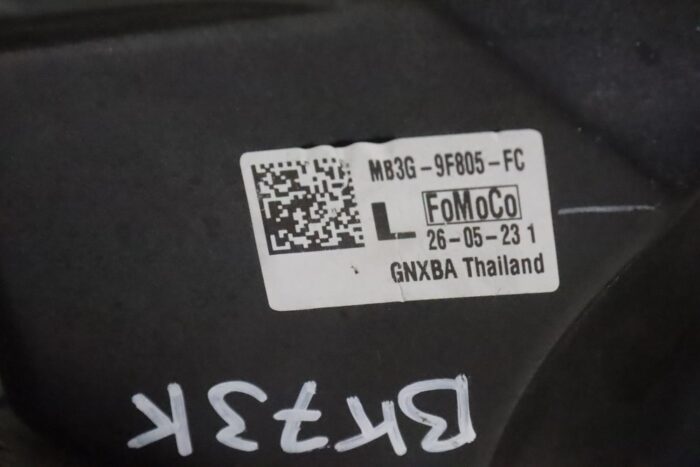 MB3G-9F805-FC
L FoMoCo
26-05-23 1
GNXBA Thailand
BK73K